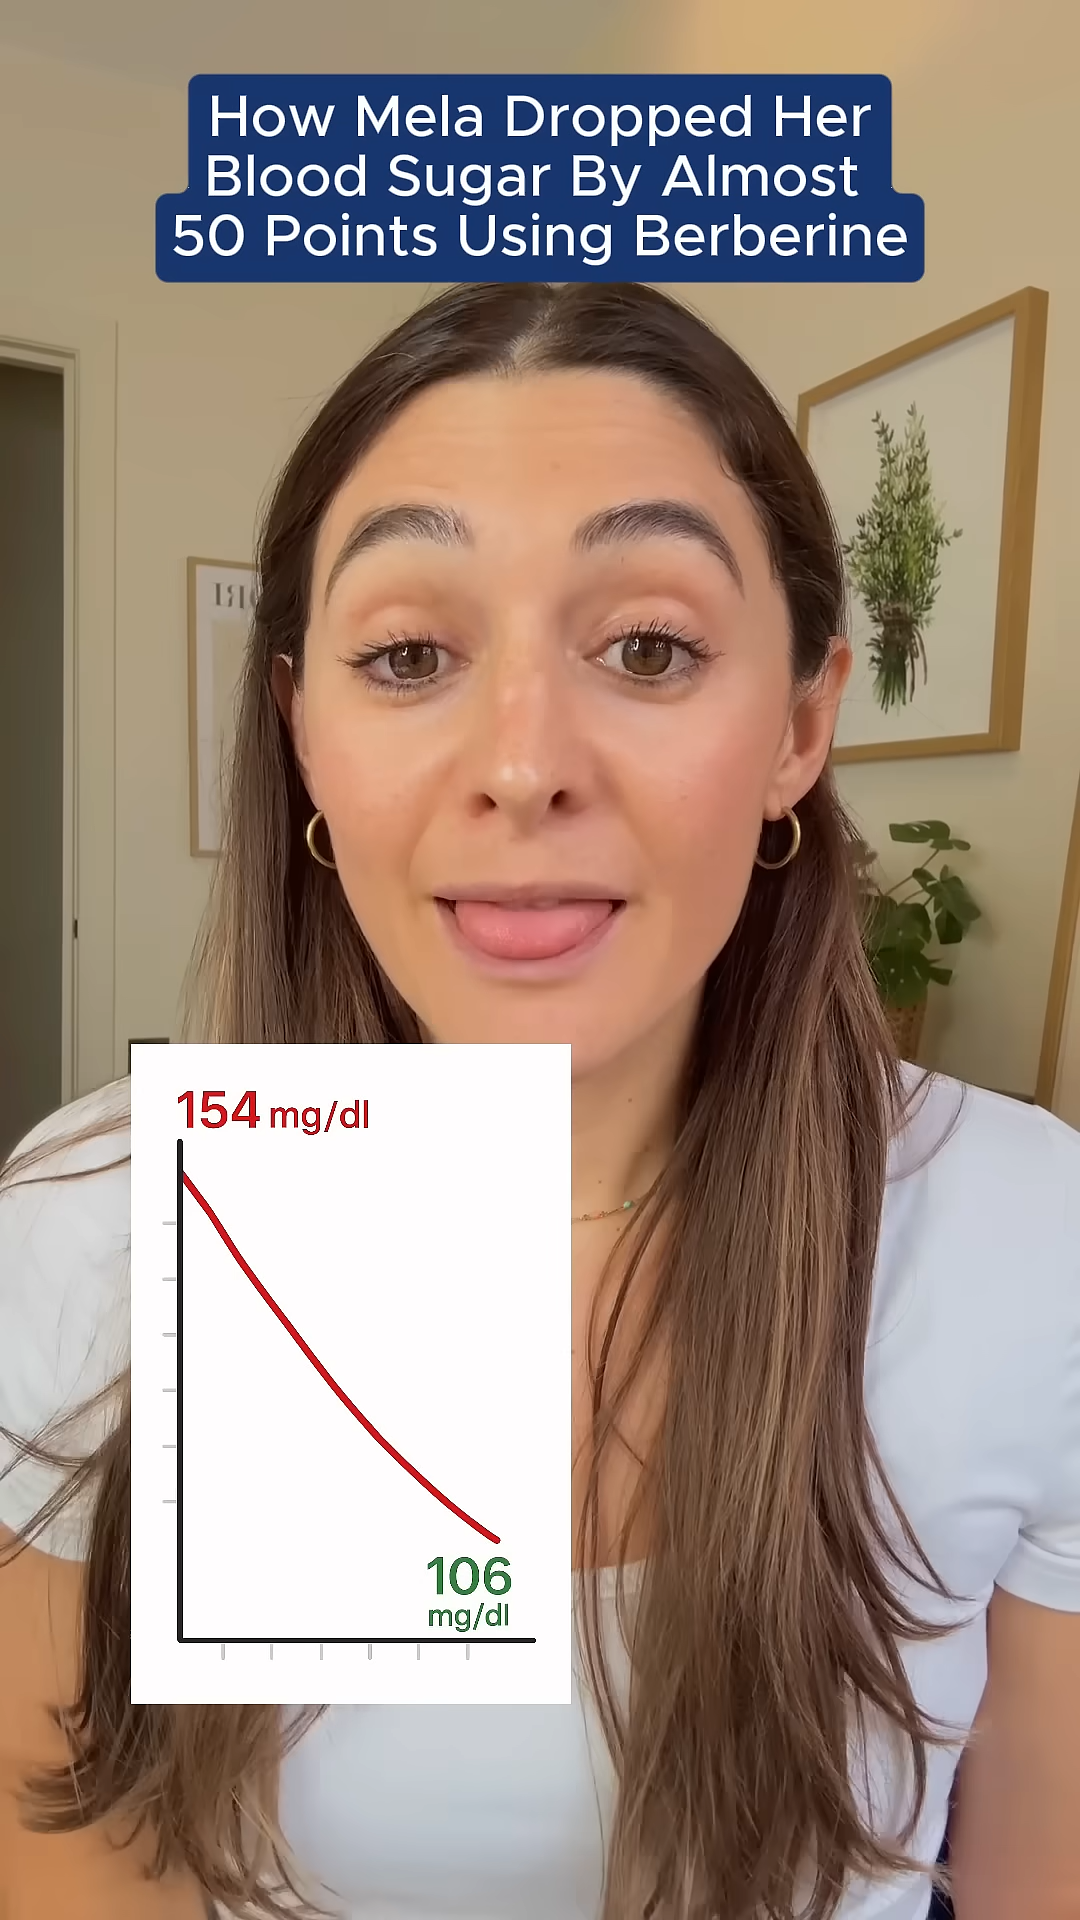 How Mela Dropped Her
Blood Sugar By Almost
50 Points Using Berberine
154 mg/dl
106
mg/dl